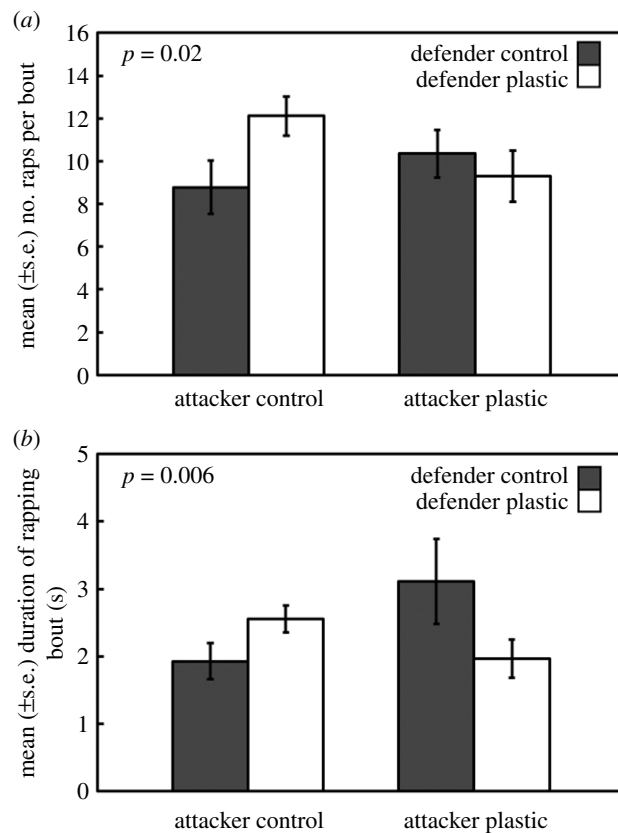 (a)
mean (±s.e.) no. raps per bout
16
14
12
10
8
6
4
2
0
p = 0.02
defender control
defender plastic
attacker control
attacker plastic
(b)
mean (±s.e.) duration of rapping
bout (s)
5
4
3
2
1
0
p = 0.006
defender control
defender plastic
attacker control
attacker plastic